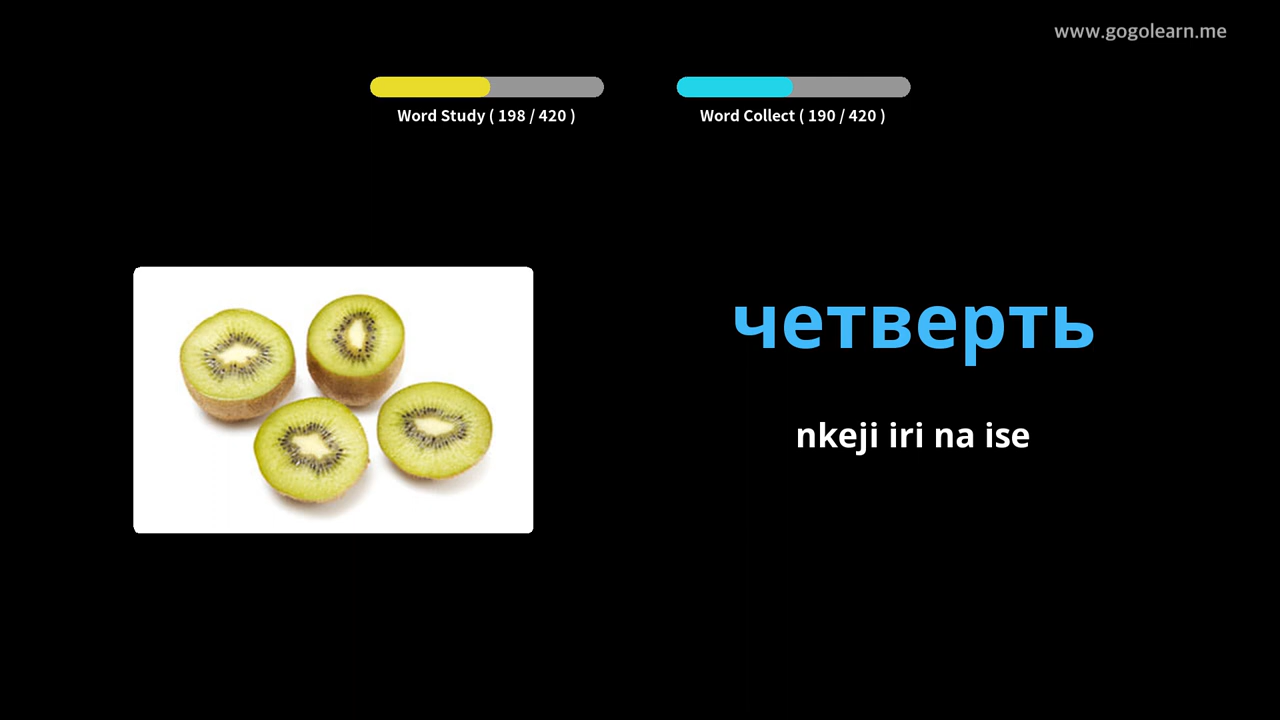 www.gogolearn.me
Word Study ( 198 / 420 )
Word Collect ( 190 / 420 )
четверть
nkeji iri na ise